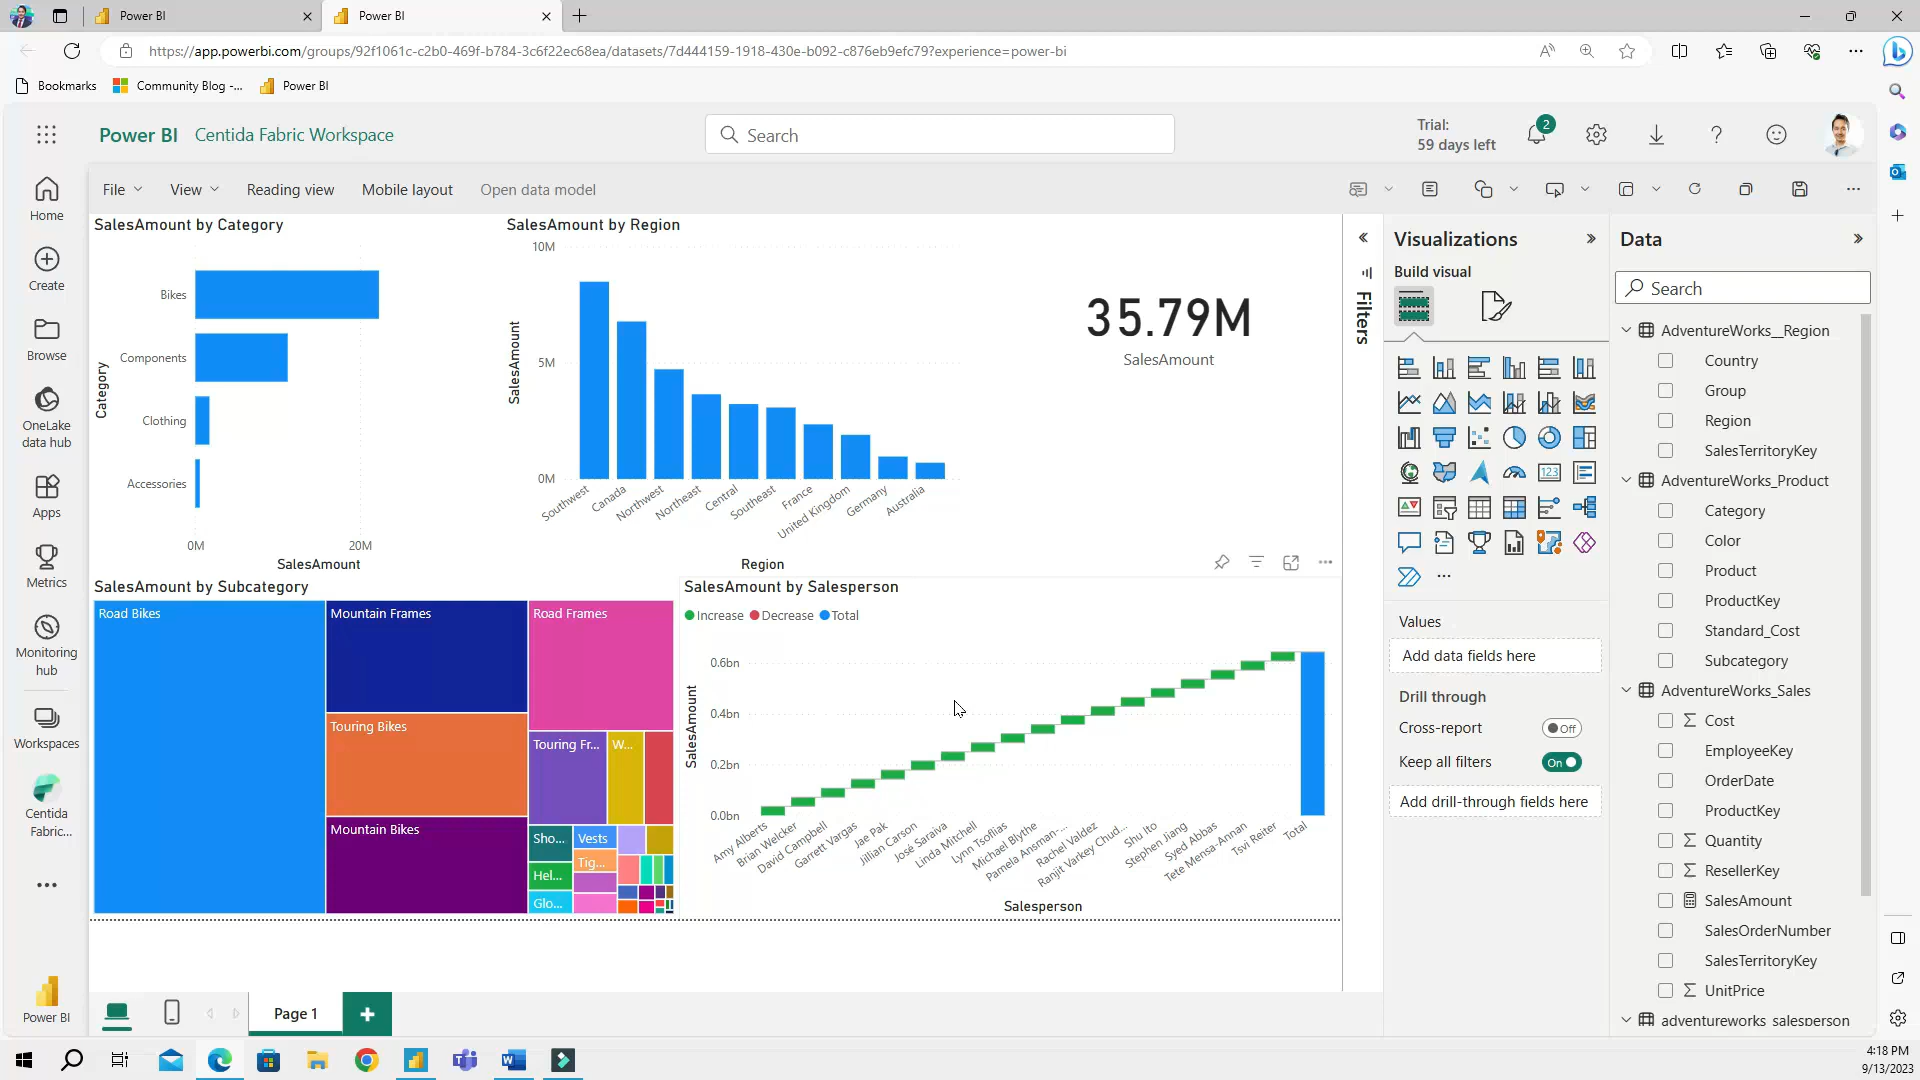 Power BI
Power BI
https://app.powerbi.com/groups/92f1061c-c2b0-469f-b784-3c6f22ec68ea/datasets/7d444159-1918-430e-b092-c876eb9efc79?experience=power-bi
Bookmarks
Community Blog -...
Power BI
Power BI
Centida Fabric Workspace
Search
Trial:
59 days left
2
File
View
Reading view
Mobile layout
Open data model
Home
Create
Browse
OneLake
data hub
Apps
Metrics
Monitoring
hub
Workspaces
Centida
Fabric...
Power BI
SalesAmount by Category
Category
Bikes
Components
Clothing
Accessories
0M
20M
SalesAmount
SalesAmount by Region
SalesAmount
10M
5M
0M
Southwest
Canada
Northwest
Northeast
Central
Southeast
France
United Kingdom
Germany
Australia
Region
35.79M
SalesAmount
SalesAmount by Subcategory
Road Bikes
Mountain Frames
Road Frames
Touring Bikes
Touring Fr...
W...
Mountain Bikes
Sho...
Vests
Tig...
Hel...
Glo...
SalesAmount by Salesperson
Increase
Decrease
Total
SalesAmount
0.6bn
0.4bn
0.2bn
0.0bn
Amy Alberts
Brian Welcker
David Campbell
Garrett Vargas
Jae Pak
Jillian Carson
José Saraiva
Linda Mitchell
Lynn Tsoflias
Michael Blythe
Pamela Ansman-...
Rachel Valdez
Ranjit Varkey Chud...
Shu Ito
Stephen Jiang
Syed Abbas
Tete Mensa-Annan
Tsvi Reiter
Total
Salesperson
Page 1
Filters
Visualizations
Build visual
123
Values
Add data fields here
Drill through
Cross-report
Off
Keep all filters
On
Add drill-through fields here
Data
Search
AdventureWorks__Region
Country
Group
Region
SalesTerritoryKey
AdventureWorks_Product
Category
Color
Product
ProductKey
Standard_Cost
Subcategory
AdventureWorks_Sales
Cost
EmployeeKey
OrderDate
ProductKey
Quantity
ResellerKey
SalesAmount
SalesOrderNumber
SalesTerritoryKey
UnitPrice
adventureworks salesperson
4:18 PM
9/13/2023